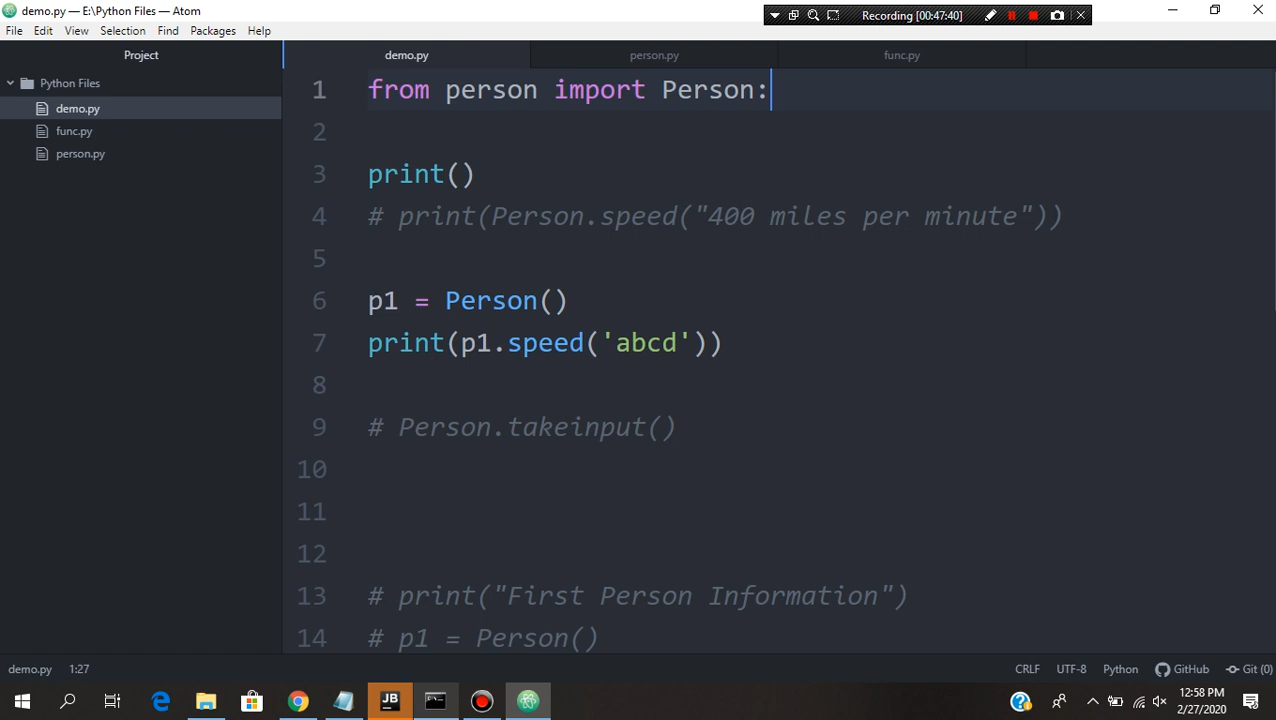 demo.py — E:\Python Files — Atom
Recording [00:47:40]
File Edit View Selection Find Packages Help
Project
demo.py person.py func.py
Python Files
demo.py
func.py
person.py
1 from person import Person:
2
3 print()
4 # print(Person.speed("400 miles per minute"))
5
6 p1 = Person()
7 print(p1.speed('abcd'))
8
9 # Person.takeinput()
10
11
12
13 # print("First Person Information")
14 # p1 = Person()
demo.py 1:27 CRLF UTF-8 Python GitHub Git (0)
JB
12:58 PM
2/27/2020